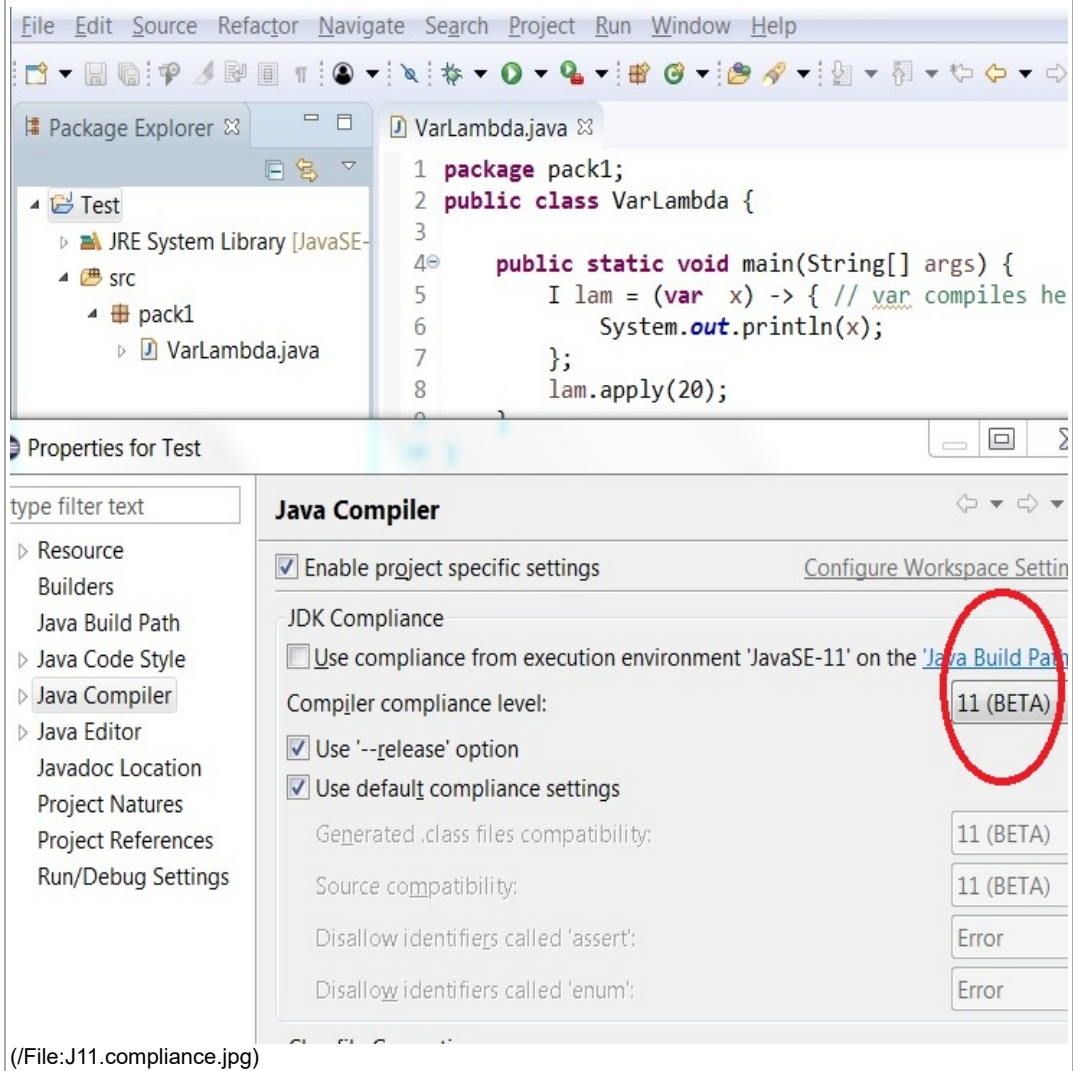 File Edit Source Refactor Navigate Search Project Run Window Help
Package Explorer
VarLambda.java
Test
JRE System Library [JavaSE-
src
pack1
VarLambda.java
1 package pack1;
2 public class VarLambda {
3
4 public static void main(String[] args) {
5 I lam = (var x) -> { // var compiles he
6 System.out.println(x);
7 };
8 lam.apply(20);
Properties for Test
type filter text
Resource
Builders
Java Build Path
Java Code Style
Java Compiler
Java Editor
Javadoc Location
Project Natures
Project References
Run/Debug Settings
Java Compiler
Enable project specific settings
Configure Workspace Settin
JDK Compliance
Use compliance from execution environment 'JavaSE-11' on the 'Java Build Path
Compiler compliance level: 11 (BETA)
Use '--release' option
Use default compliance settings
Generated .class files compatibility: 11 (BETA)
Source compatibility: 11 (BETA)
Disallow identifiers called 'assert': Error
Disallow identifiers called 'enum': Error
(/File:J11.compliance.jpg)